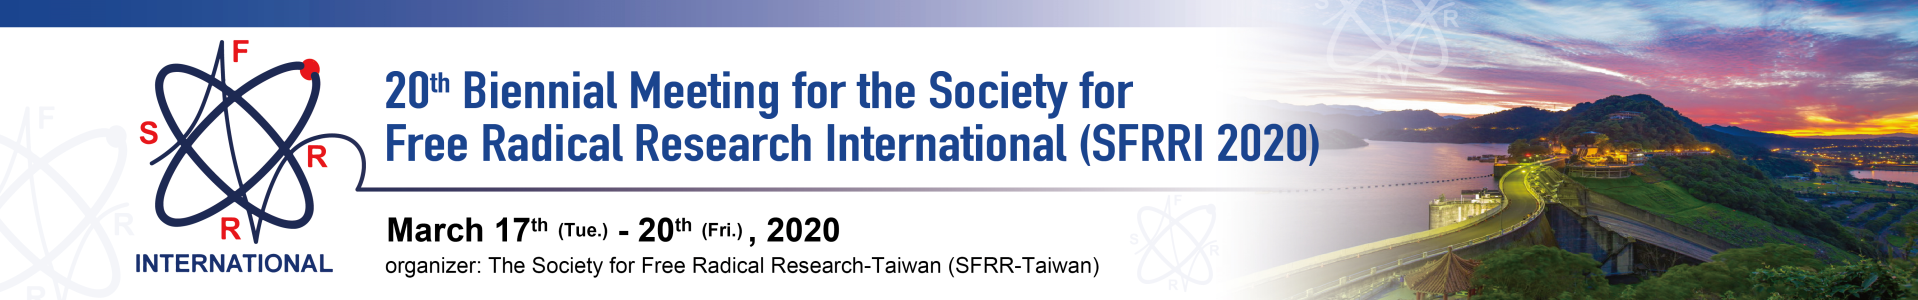 F
S
R
R
INTERNATIONAL
20th Biennial Meeting for the Society for
Free Radical Research International (SFRRI 2020)
March 17th (Tue.) - 20th (Fri.) , 2020
organizer: The Society for Free Radical Research-Taiwan (SFRR-Taiwan)